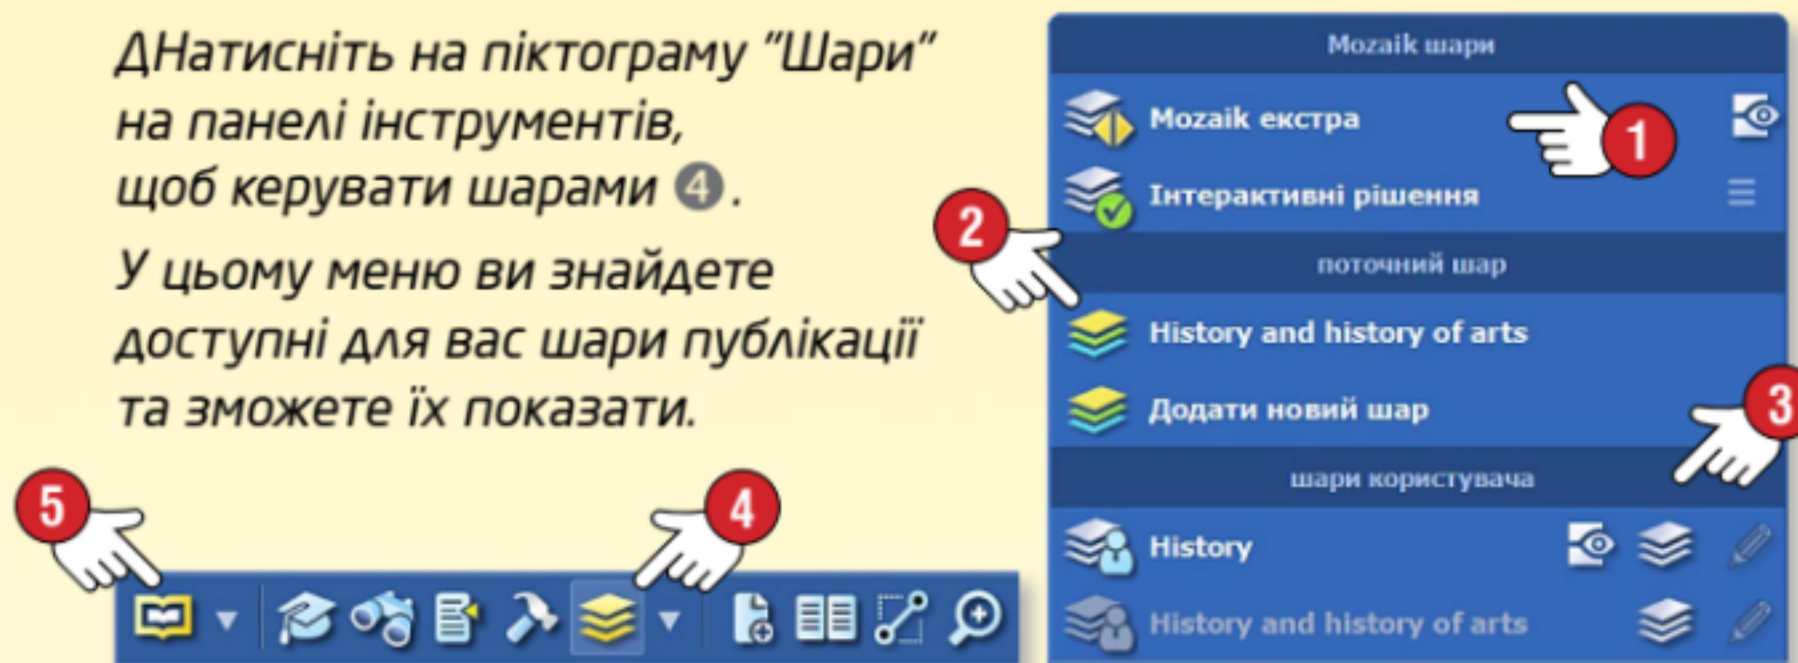 ДНатисніть на піктограму "Шари"
на панелі інструментів,
щоб керувати шарами 4 .
У цьому меню ви знайдете
доступні для вас шари публікації
та зможете їх показати.
5
4
Mozaik шари
Mozaik екстра
1
Інтерактивні рішення
2
поточний шар
History and history of arts
Додати новий шар
3
шари користувача
History
History and history of arts